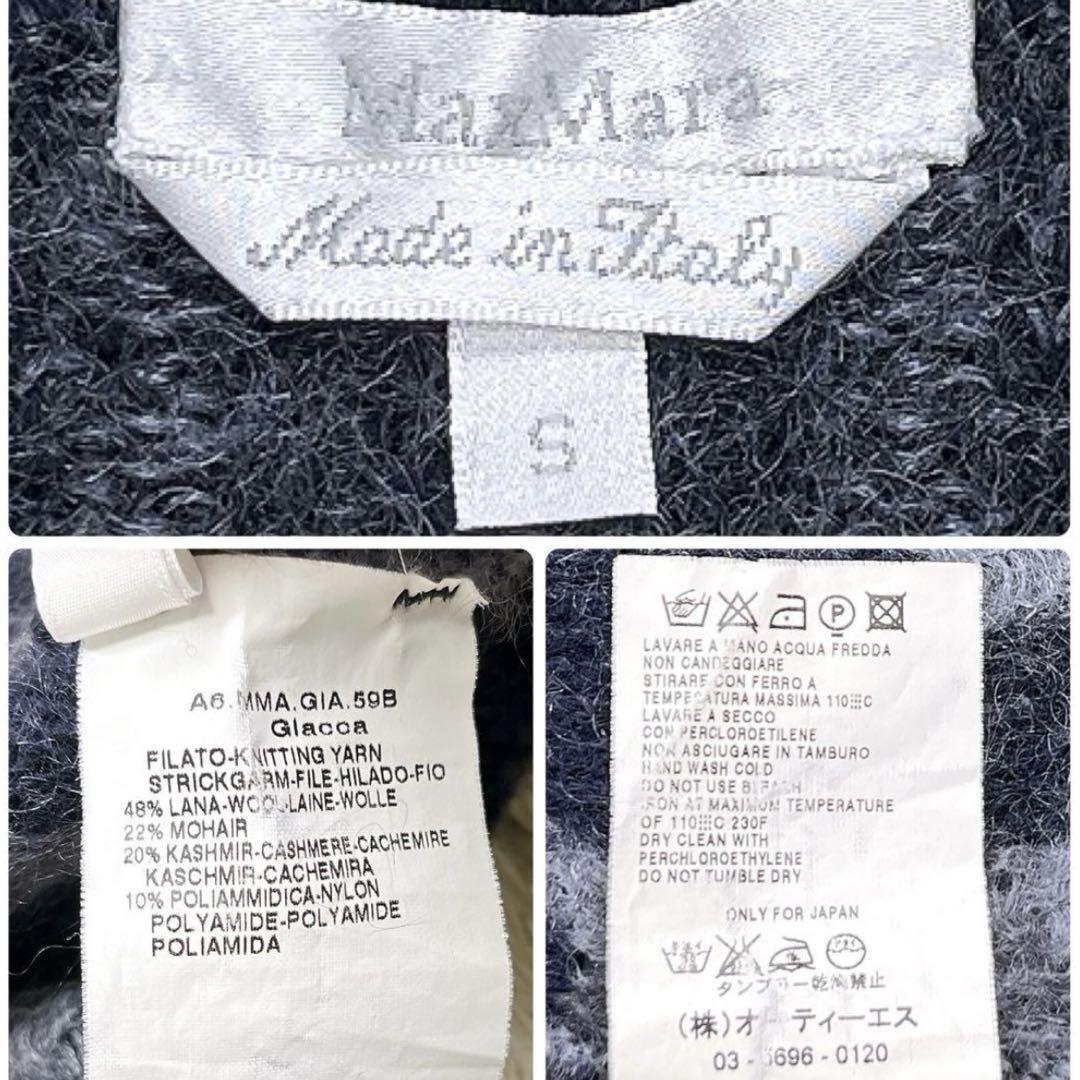 MaxMara
Made in Italy
S
A6.MMA.GIA.59B
Giacca
FILATO-KNITTING YARN
STRICKGARM-FILE-HILADO-FIO
48% LANA-WOOL-LAINE-WOLLE
22% MOHAIR
20% KASHMIR-CASHMERE-CACHEMIRE
KASCHMIR-CACHEMIRA
10% POLIAMMIDICA-NYLON
POLYAMIDE-POLYAMIDE
POLIAMIDA
LAVARE A MANO ACQUA FREDDA
NON CANDEGGIARE
STIRARE CON FERRO A
TEMPERATURA MASSIMA 110 C
LAVARE A SECCO
CON PERCLOROETILENE
NON ASCIUGARE IN TAMBURO
HAND WASH COLD
DO NOT USE BLEACH
IRON AT MAXIMUM TEMPERATURE
OF 110 C 230F
DRY CLEAN WITH
PERCHLOROETHYLENE
DO NOT TUMBLE DRY
ONLY FOR JAPAN
タンブリー乾燥禁止
(株)オーティーエス
03 - 696 - 0120